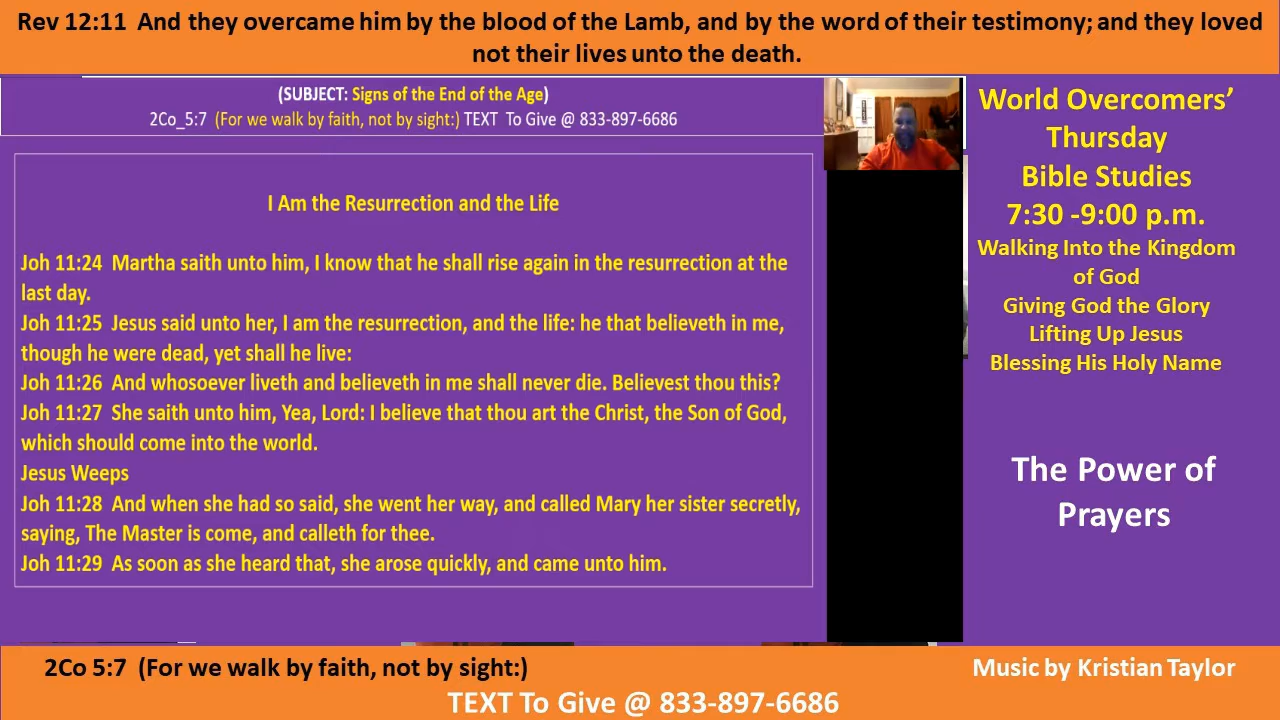 Rev 12:11  And they overcame him by the blood of the Lamb, and by the word of their testimony; and they loved
not their lives unto the death.
(SUBJECT: Signs of the End of the Age)
2Co_5:7  (For we walk by faith, not by sight:) TEXT  To Give @ 833-897-6686
I Am the Resurrection and the Life
Joh 11:24  Martha saith unto him, I know that he shall rise again in the resurrection at the
last day.
Joh 11:25  Jesus said unto her, I am the resurrection, and the life: he that believeth in me,
though he were dead, yet shall he live:
Joh 11:26  And whosoever liveth and believeth in me shall never die. Believest thou this?
Joh 11:27  She saith unto him, Yea, Lord: I believe that thou art the Christ, the Son of God,
which should come into the world.
Jesus Weeps
Joh 11:28  And when she had so said, she went her way, and called Mary her sister secretly,
saying, The Master is come, and calleth for thee.
Joh 11:29  As soon as she heard that, she arose quickly, and came unto him.
World Overcomers’
Thursday
Bible Studies
7:30 -9:00 p.m.
Walking Into the Kingdom
of God
Giving God the Glory
Lifting Up Jesus
Blessing His Holy Name
The Power of
Prayers
2Co 5:7  (For we walk by faith, not by sight:)
Music by Kristian Taylor
TEXT To Give @ 833-897-6686